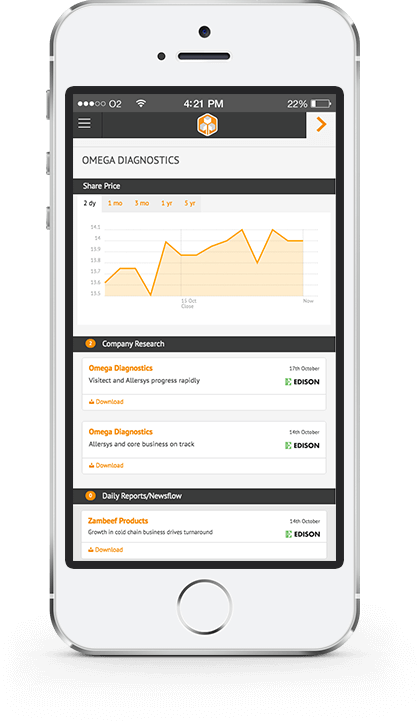 O2 4:21 PM 22%
OMEGA DIAGNOSTICS
Share Price
2 dy 1 mo 3 mo 1 yr 5 yr
14.1
14
13.9
13.8
13.7
13.6
13.5
11 Oct Now
Close
2 Company Research
Omega Diagnostics 17th October
Visitect and Allersys progress rapidly EDISON
Download
Omega Diagnostics 14th October
Allersys and core business on track EDISON
Download
0 Daily Reports/Newsflow
Zambeef Products 14th October
Growth in cold chain business drives turnaround EDISON
Download